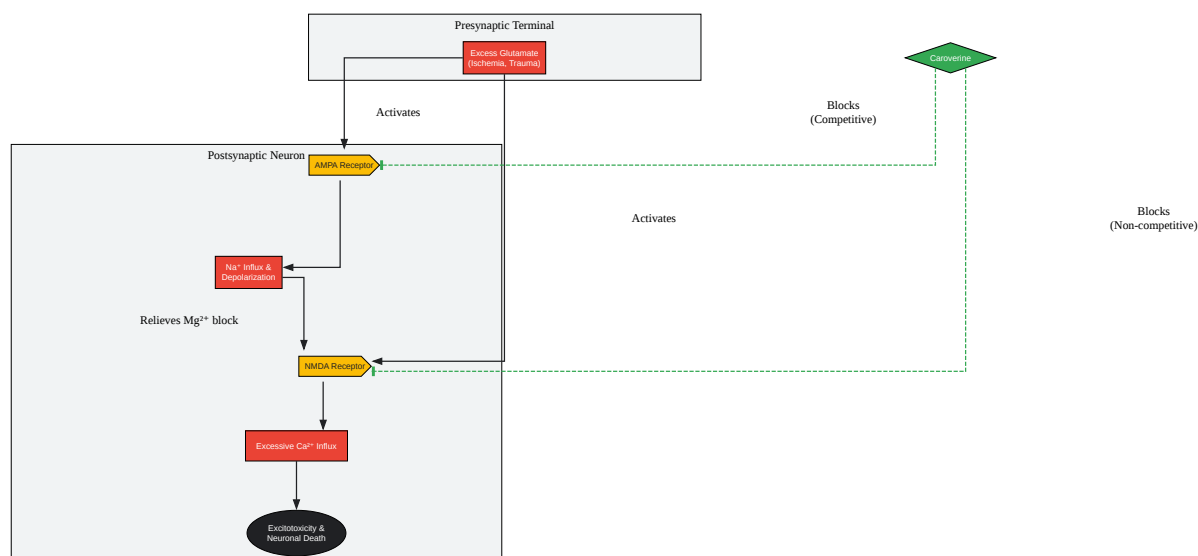 Presynaptic Terminal
Excess Glutamate
(Ischemia, Trauma)
Caroverine
Activates
Blocks
(Competitive)
Postsynaptic Neuron
AMPA Receptor
Activates
Blocks
(Non-competitive)
Na⁺ Influx &
Depolarization
Relieves Mg²⁺ block
NMDA Receptor
Excessive Ca²⁺ Influx
Excitotoxicity &
Neuronal Death